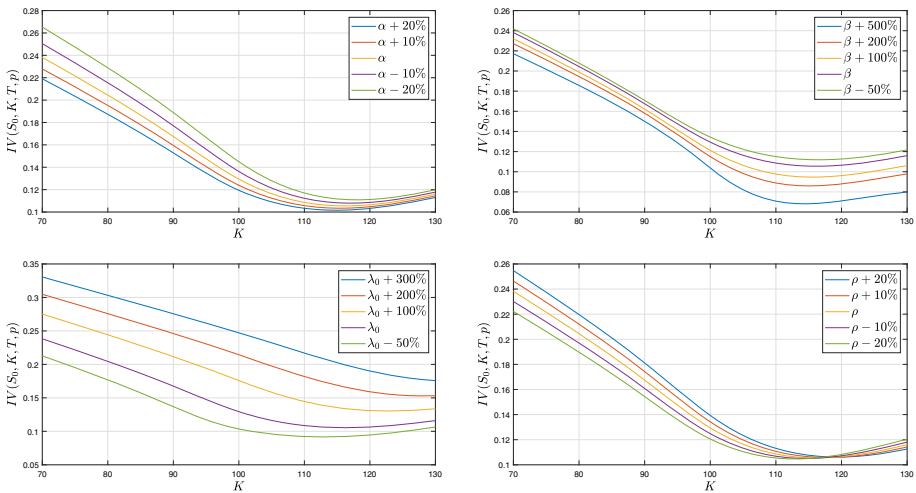 0.28
0.26
0.24
0.22
0.2
0.18
0.16
0.14
0.12
0.1
IV(S₀, K, T, p)
70 80 90 100 110 120 130
K
α + 20%
α + 10%
α
α − 10%
α − 20%
0.26
0.24
0.22
0.2
0.18
0.16
0.14
0.12
0.1
0.08
0.06
IV(S₀, K, T, p)
70 80 90 100 110 120 130
K
β + 500%
β + 200%
β + 100%
β
β − 50%
0.35
0.3
0.25
0.2
0.15
0.1
0.05
IV(S₀, K, T, p)
70 80 90 100 110 120 130
K
λ₀ + 300%
λ₀ + 200%
λ₀ + 100%
λ₀
λ₀ − 50%
0.26
0.24
0.22
0.2
0.18
0.16
0.14
0.12
0.1
IV(S₀, K, T, p)
70 80 90 100 110 120 130
K
ρ + 20%
ρ + 10%
ρ
ρ − 10%
ρ − 20%